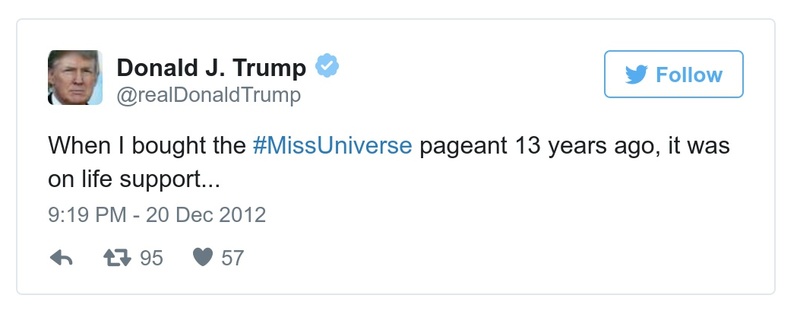 Donald J. Trump
@realDonaldTrump
Follow
When I bought the #MissUniverse pageant 13 years ago, it was
on life support...
9:19 PM - 20 Dec 2012
95 57